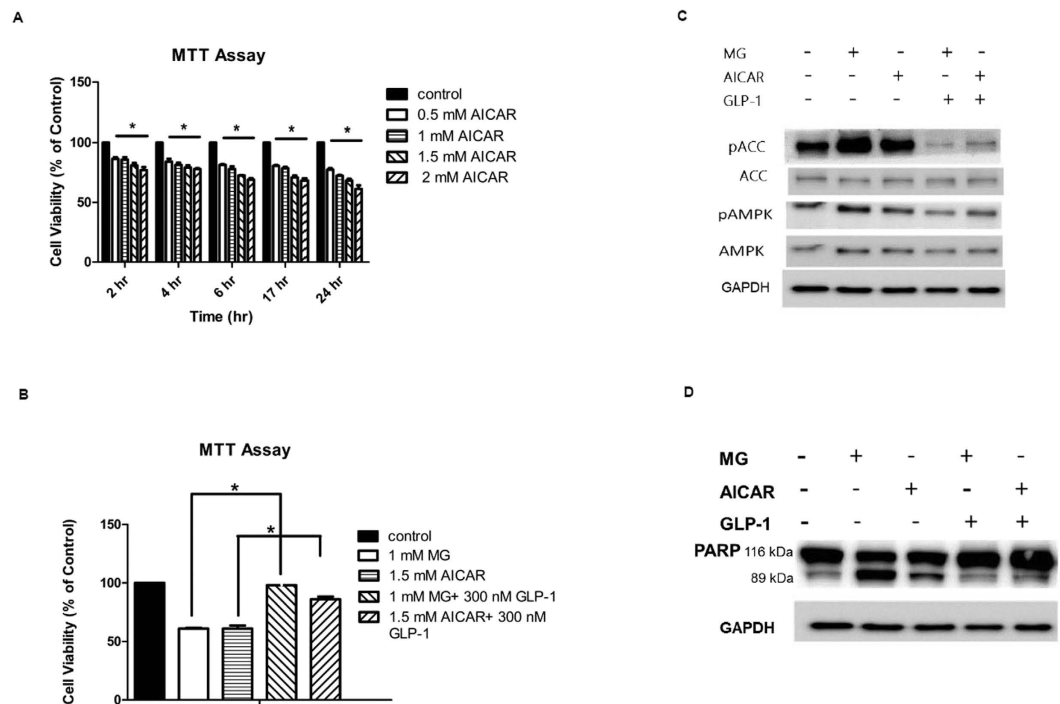 A
MTT Assay
Cell Viability (% of Control)
150
100
50
0
2 hr
4 hr
6 hr
17 hr
24 hr
Time (hr)
* * * * *
control
0.5 mM AICAR
1 mM AICAR
1.5 mM AICAR
2 mM AICAR
B
MTT Assay
Cell Viability (% of Control)
150
100
50
0
*
*
control
1 mM MG
1.5 mM AICAR
1 mM MG+ 300 nM GLP-1
1.5 mM AICAR+ 300 nM
GLP-1
C
MG - + - + -
AICAR - - + - +
GLP-1 - - - + +
pACC
ACC
pAMPK
AMPK
GAPDH
D
MG - + - + -
AICAR - - + - +
GLP-1 - - - + +
PARP 116 kDa
89 kDa
GAPDH